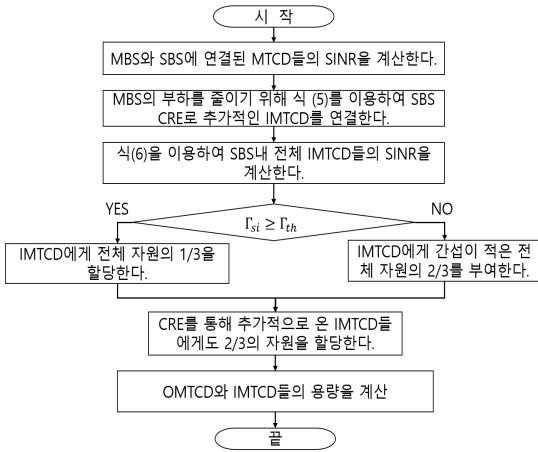 시 작
MBS와 SBS에 연결된 MTCD들의 SINR을 계산한다.
MBS의 부하를 줄이기 위해 식 (5)를 이용하여 SBS
CRE로 추가적인 IMTCD를 연결한다.
식(6)을 이용하여 SBS내 전체 IMTCD들의 SINR을
계산한다.
YES
NO
Γsi ≥ Γth
IMTCD에게 전체 자원의 1/3을
할당한다.
IMTCD에게 간섭이 적은 전
체 자원의 2/3를 부여한다.
CRE를 통해 추가적으로 온 IMTCD들
에게도 2/3의 자원을 할당한다.
OMTCD와 IMTCD들의 용량을 계산
끝